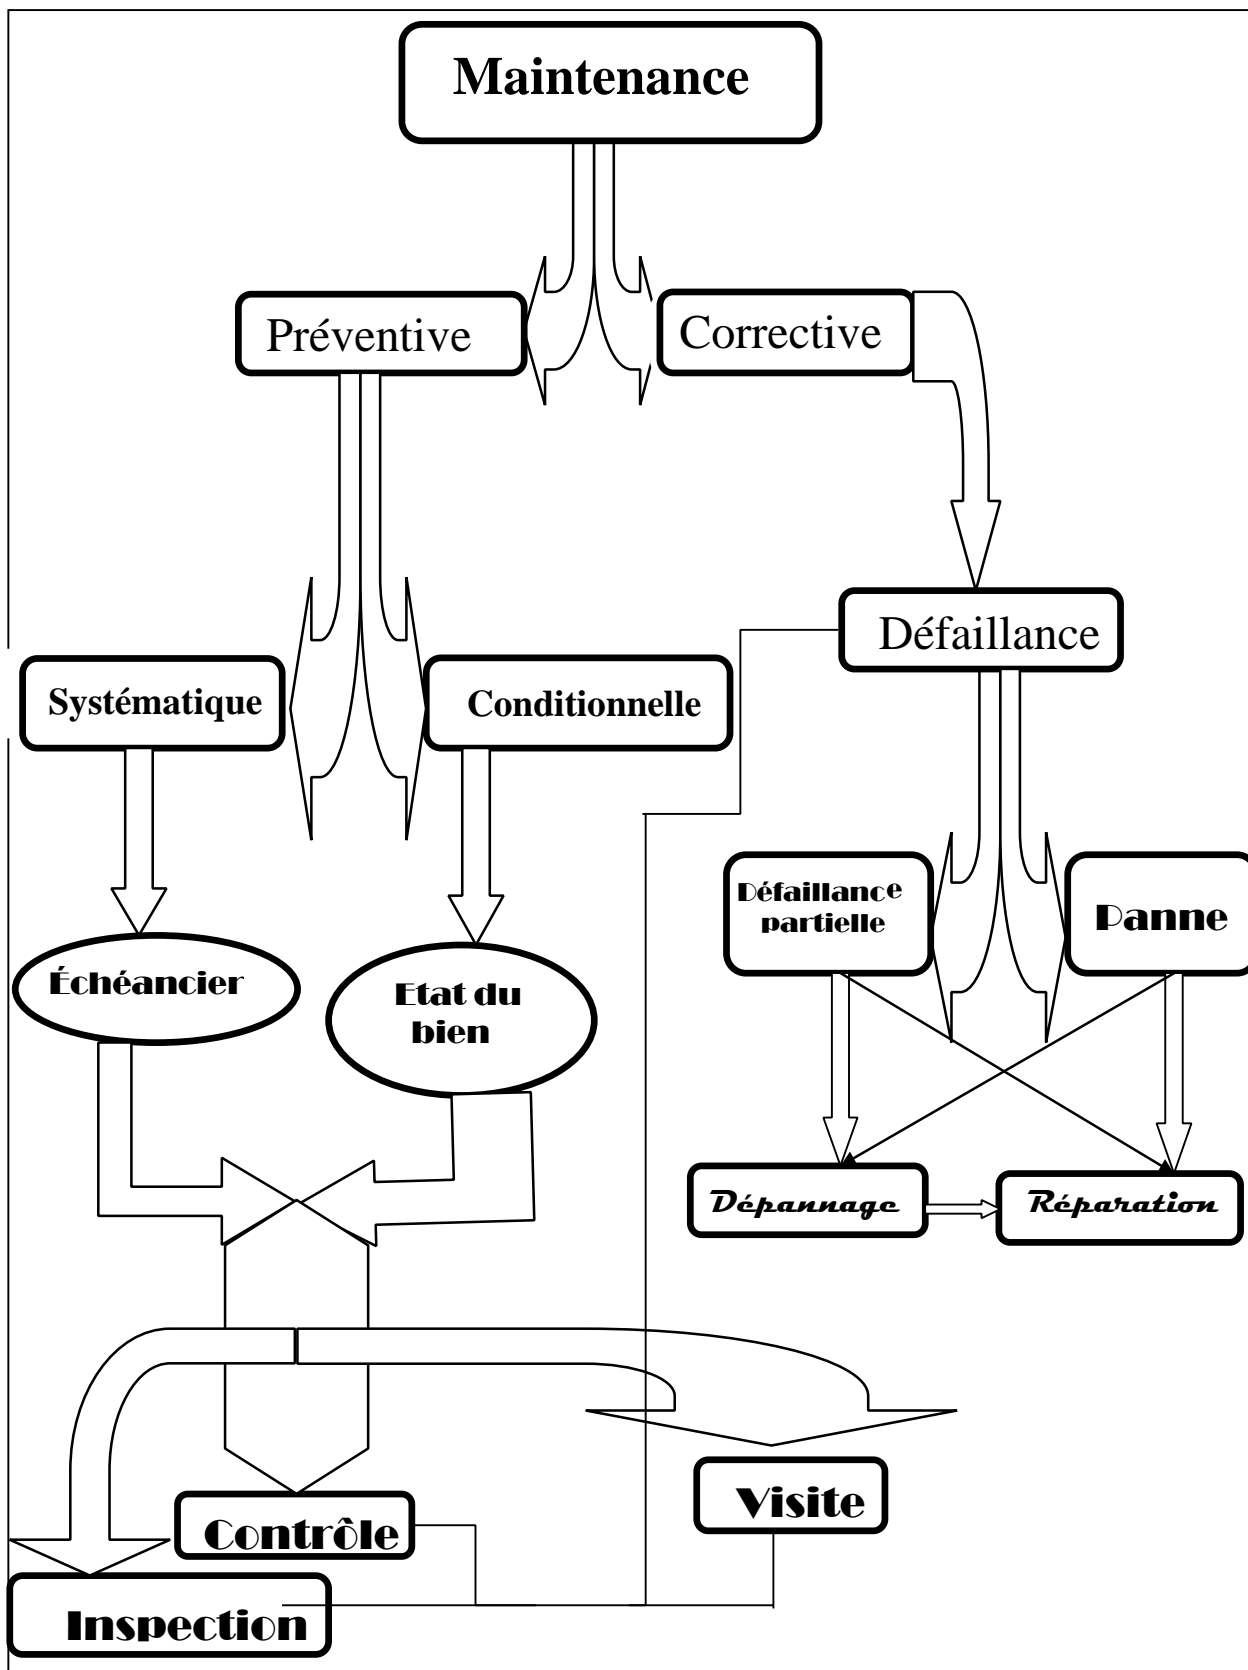 Maintenance
Préventive
Corrective
Défaillance
Systématique
Conditionnelle
Défaillance
partielle
Panne
Échéancier
Etat du
bien
Dépannage
Réparation
Visite
Contrôle
Inspection